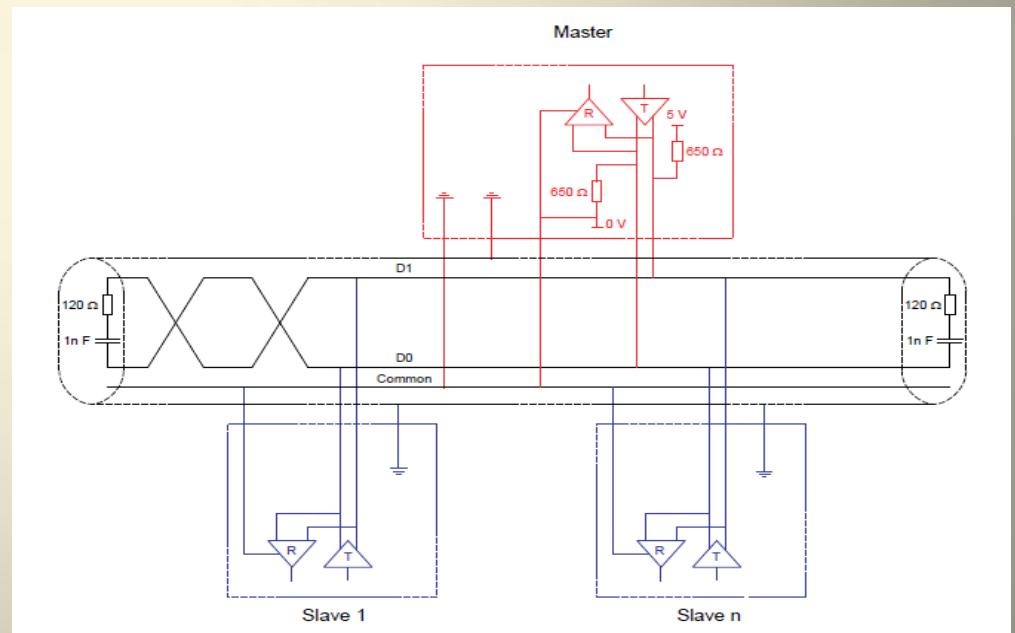 Master
R
T
5 V
650 Ω
650 Ω
0 V
D1
120 Ω
1n F
120 Ω
1n F
D0
Common
R
T
R
T
Slave 1
Slave n